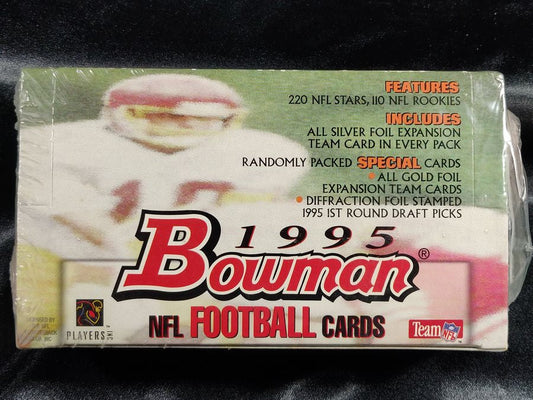 FEATURES
220 NFL STARS, 110 NFL ROOKIES
INCLUDES
ALL SILVER FOIL EXPANSION
TEAM CARD IN EVERY PACK
RANDOMLY PACKED SPECIAL CARDS
• ALL GOLD FOIL
EXPANSION TEAM CARDS
• DIFFRACTION FOIL STAMPED
1995 1ST ROUND DRAFT PICKS
1995
Bowman®
NFL FOOTBALL CARDS
PLAYERS INC
Team NFL